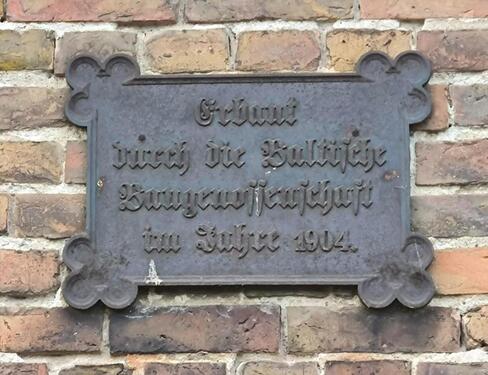 Erbaut
durch die Baltische
Baugenossenschaft
im Jahre 1904.